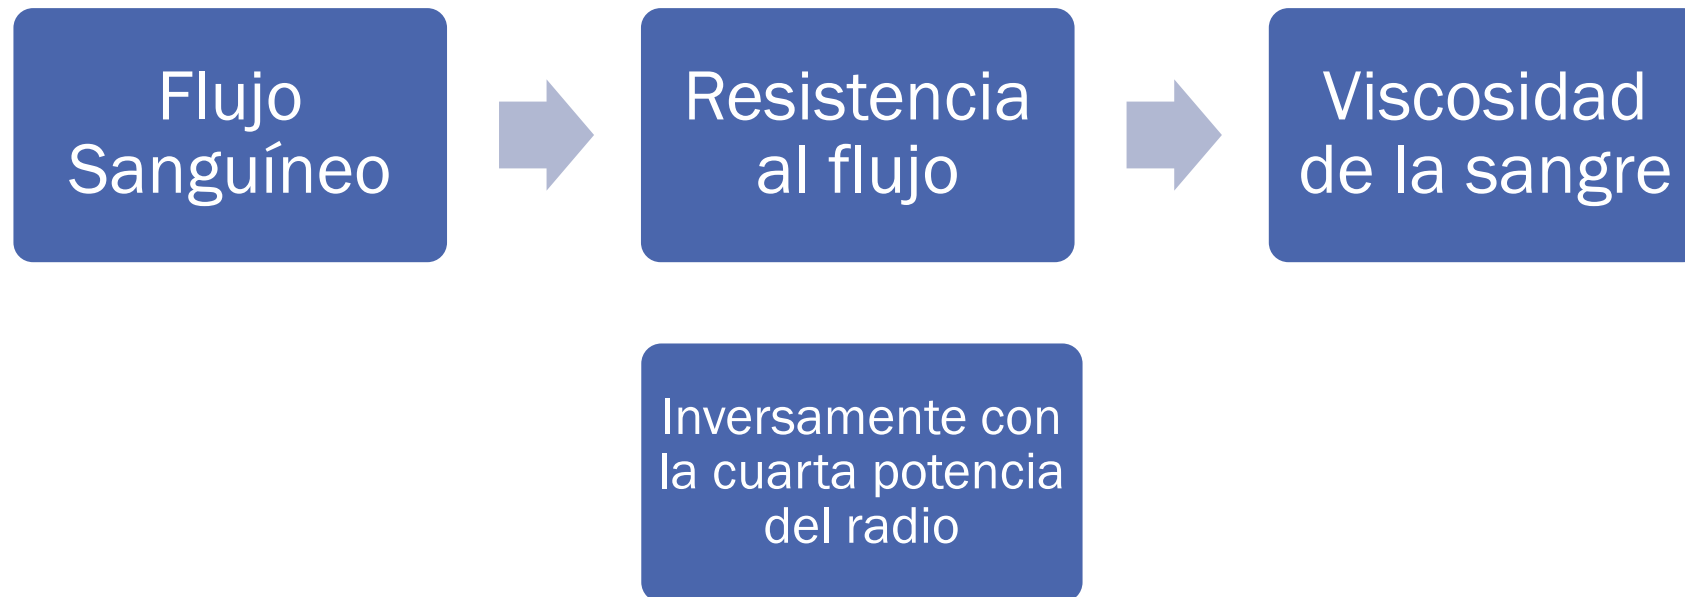 Flujo
Sanguíneo
Resistencia
al flujo
Viscosidad
de la sangre
Inversamente con
la cuarta potencia
del radio